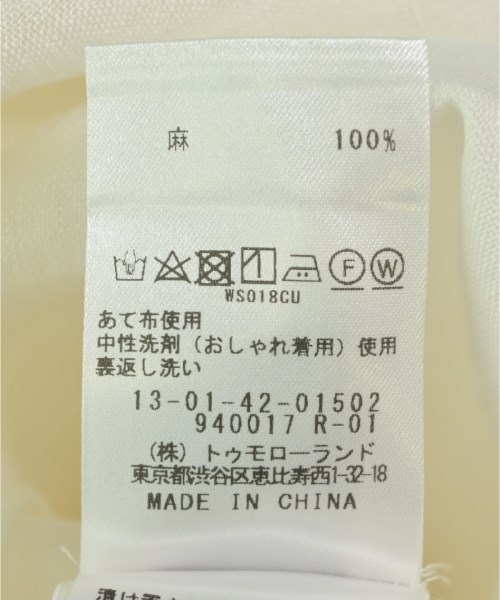 麻 100%
F W
WS018CU
あて布使用
中性洗剤（おしゃれ着用）使用
裏返し洗い
13-01-42-01502
940017 R-01
（株）トゥモローランド
東京都渋谷区恵比寿西1-32-18
MADE IN CHINA